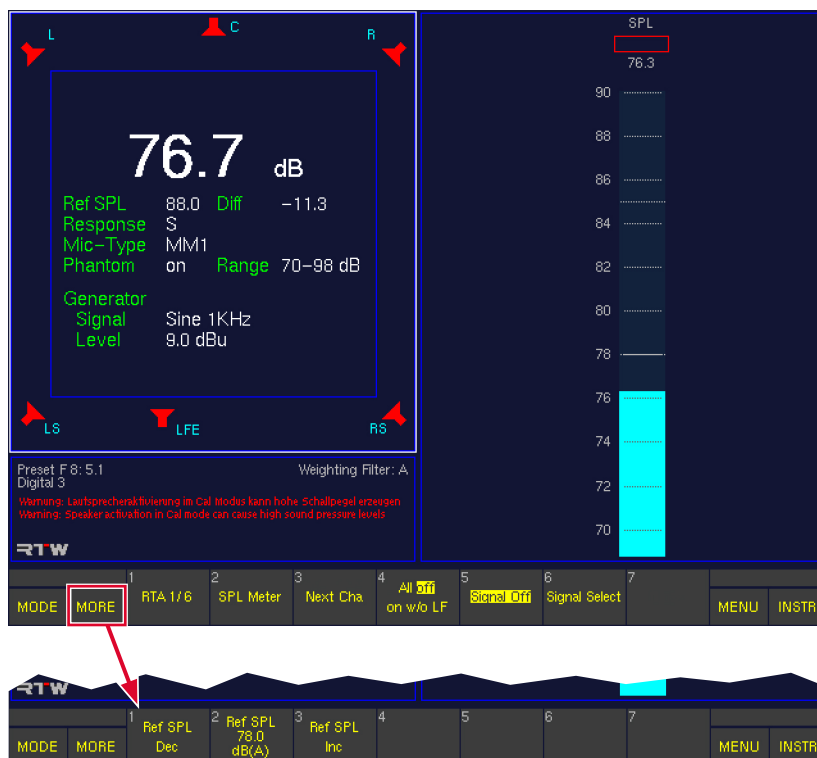 L
C
R
76.7 dB
Ref SPL 88.0 Diff −11.3
Response S
Mic−Type MM1
Phantom on Range 70−98 dB
Generator
Signal Sine 1KHz
Level 9.0 dBu
LS
LFE
RS
Preset F 8: 5.1 Weighting Filter: A
Digital 3
Warnung: Lautsprecheraktivierung im Cal Modus kann hohe Schallpegel erzeugen
Warning: Speaker activation in Cal mode can cause high sound pressure levels
RTW
SPL
76.3
90
88
86
84
82
80
78
76
74
72
70
MODE
MORE
1 RTA 1/6
2 SPL Meter
3 Next Cha
4 All off
on w/o LF
5 Signal Off
6 Signal Select
7
MENU
INSTR
RTW
MODE
MORE
1 Ref SPL
Dec
2 Ref SPL
78.0
dB(A)
3 Ref SPL
Inc
4
5
6
7
MENU
INSTR